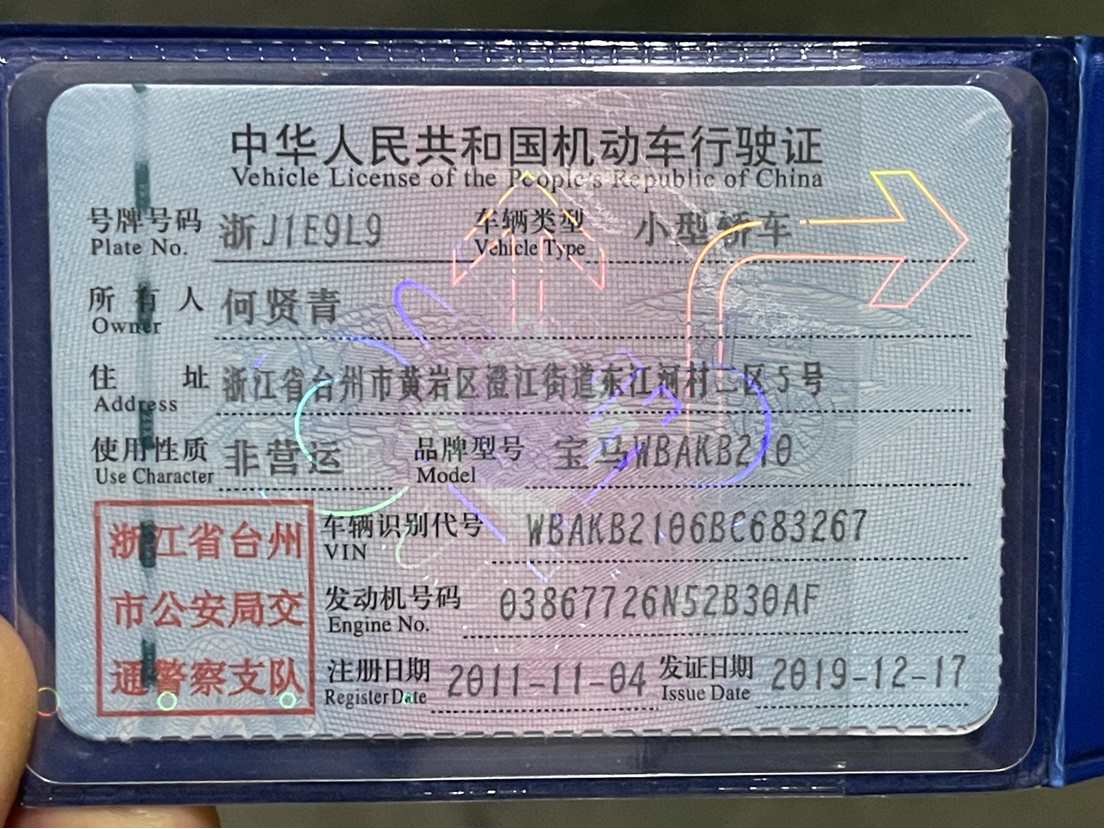 中华人民共和国机动车行驶证
Vehicle License of the People's Republic of China
号牌号码 浙J1E9L9 车辆类型 小型轿车
Plate No. Vehicle Type
所有人 何贤青
Owner
住址 浙江省台州市黄岩区澄江街道东江河村二区5号
Address
使用性质 非营运 品牌型号 宝马WBAKB210
Use Character Model
浙江省台州
市公安局交
通警察支队
车辆识别代号 WBAKB2106BC683267
VIN
发动机号码 03867726N52B30AF
Engine No.
注册日期 2011-11-04 发证日期 2019-12-17
Register Date Issue Date